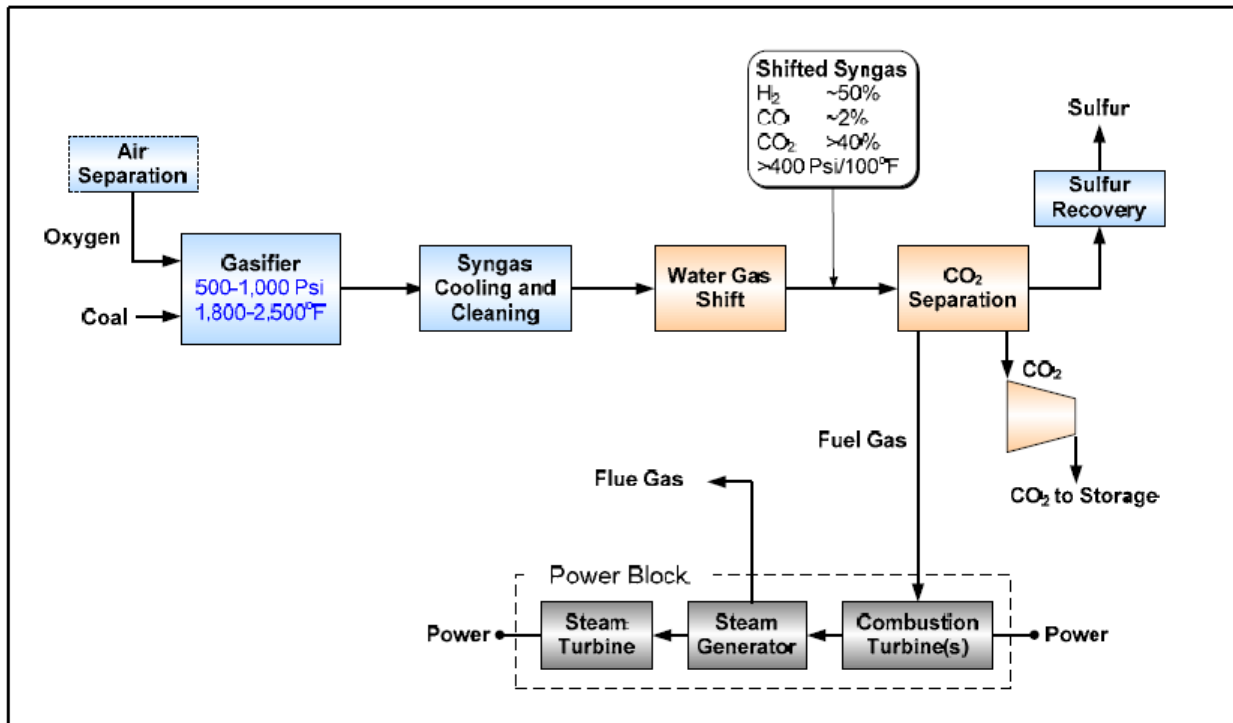 Shifted Syngas
H₂ ~50%
CO ~2%
CO₂ >40%
>400 Psi/100°F
Sulfur
Air
Separation
Sulfur
Recovery
Oxygen
Gasifier
500-1,000 Psi
1,800-2,500°F
Coal
Syngas
Cooling and
Cleaning
Water Gas
Shift
CO₂
Separation
CO₂
Fuel Gas
CO₂ to Storage
Flue Gas
Power Block
Power
Steam
Turbine
Steam
Generator
Combustion
Turbine(s)
Power